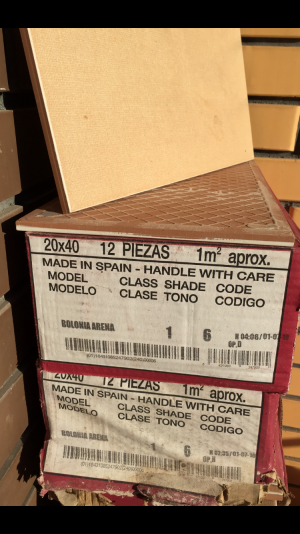 20x40 12 PIEZAS 1m² aprox.
MADE IN SPAIN - HANDLE WITH CARE
MODEL CLASS SHADE CODE
MODELO CLASE TONO CODIGO
BOLONIA ARENA 1 6
OP.D
20x40 12 PIEZAS 1m² aprox.
MADE IN SPAIN - HANDLE WITH CARE
MODEL CLASS SHADE CODE
MODELO CLASE TONO CODIGO
BOLONIA ARENA 1 6